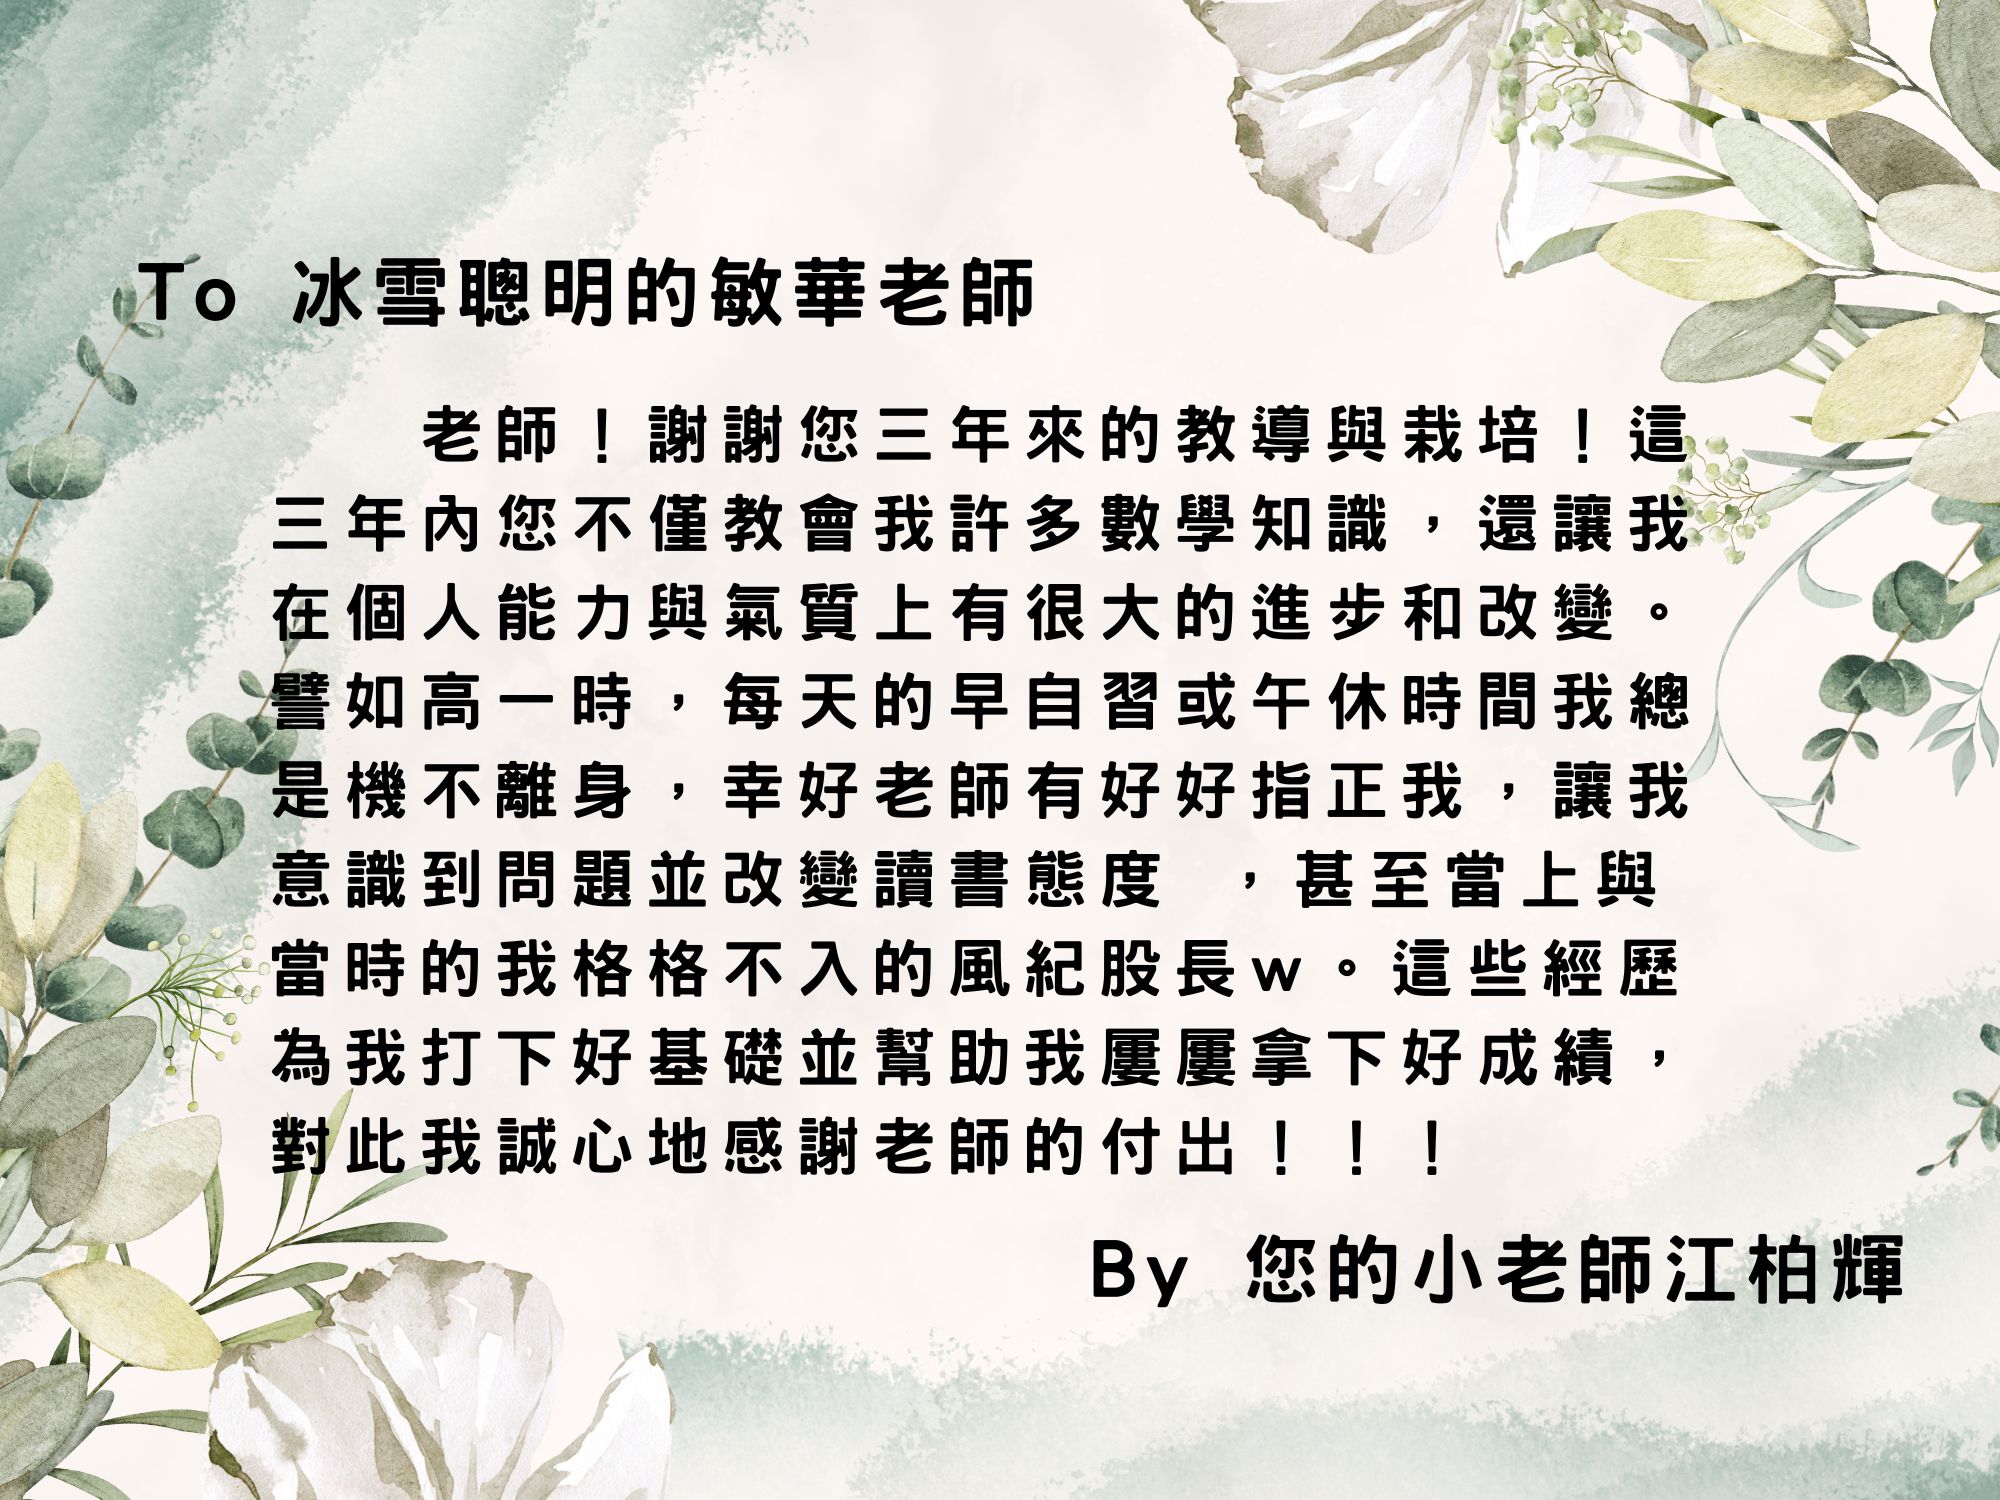 To 冰雪聰明的敏華老師
老師！謝謝您三年來的教導與栽培！這
三年內您不僅教會我許多數學知識，還讓我
在個人能力與氣質上有很大的進步和改變。
譬如高一時，每天的早自習或午休時間我總
是機不離身，幸好老師有好好指正我，讓我
意識到問題並改變讀書態度 ，甚至當上與
當時的我格格不入的風紀股長w。這些經歷
為我打下好基礎並幫助我屢屢拿下好成績，
對此我誠心地感謝老師的付出！！！
By 您的小老師江柏輝